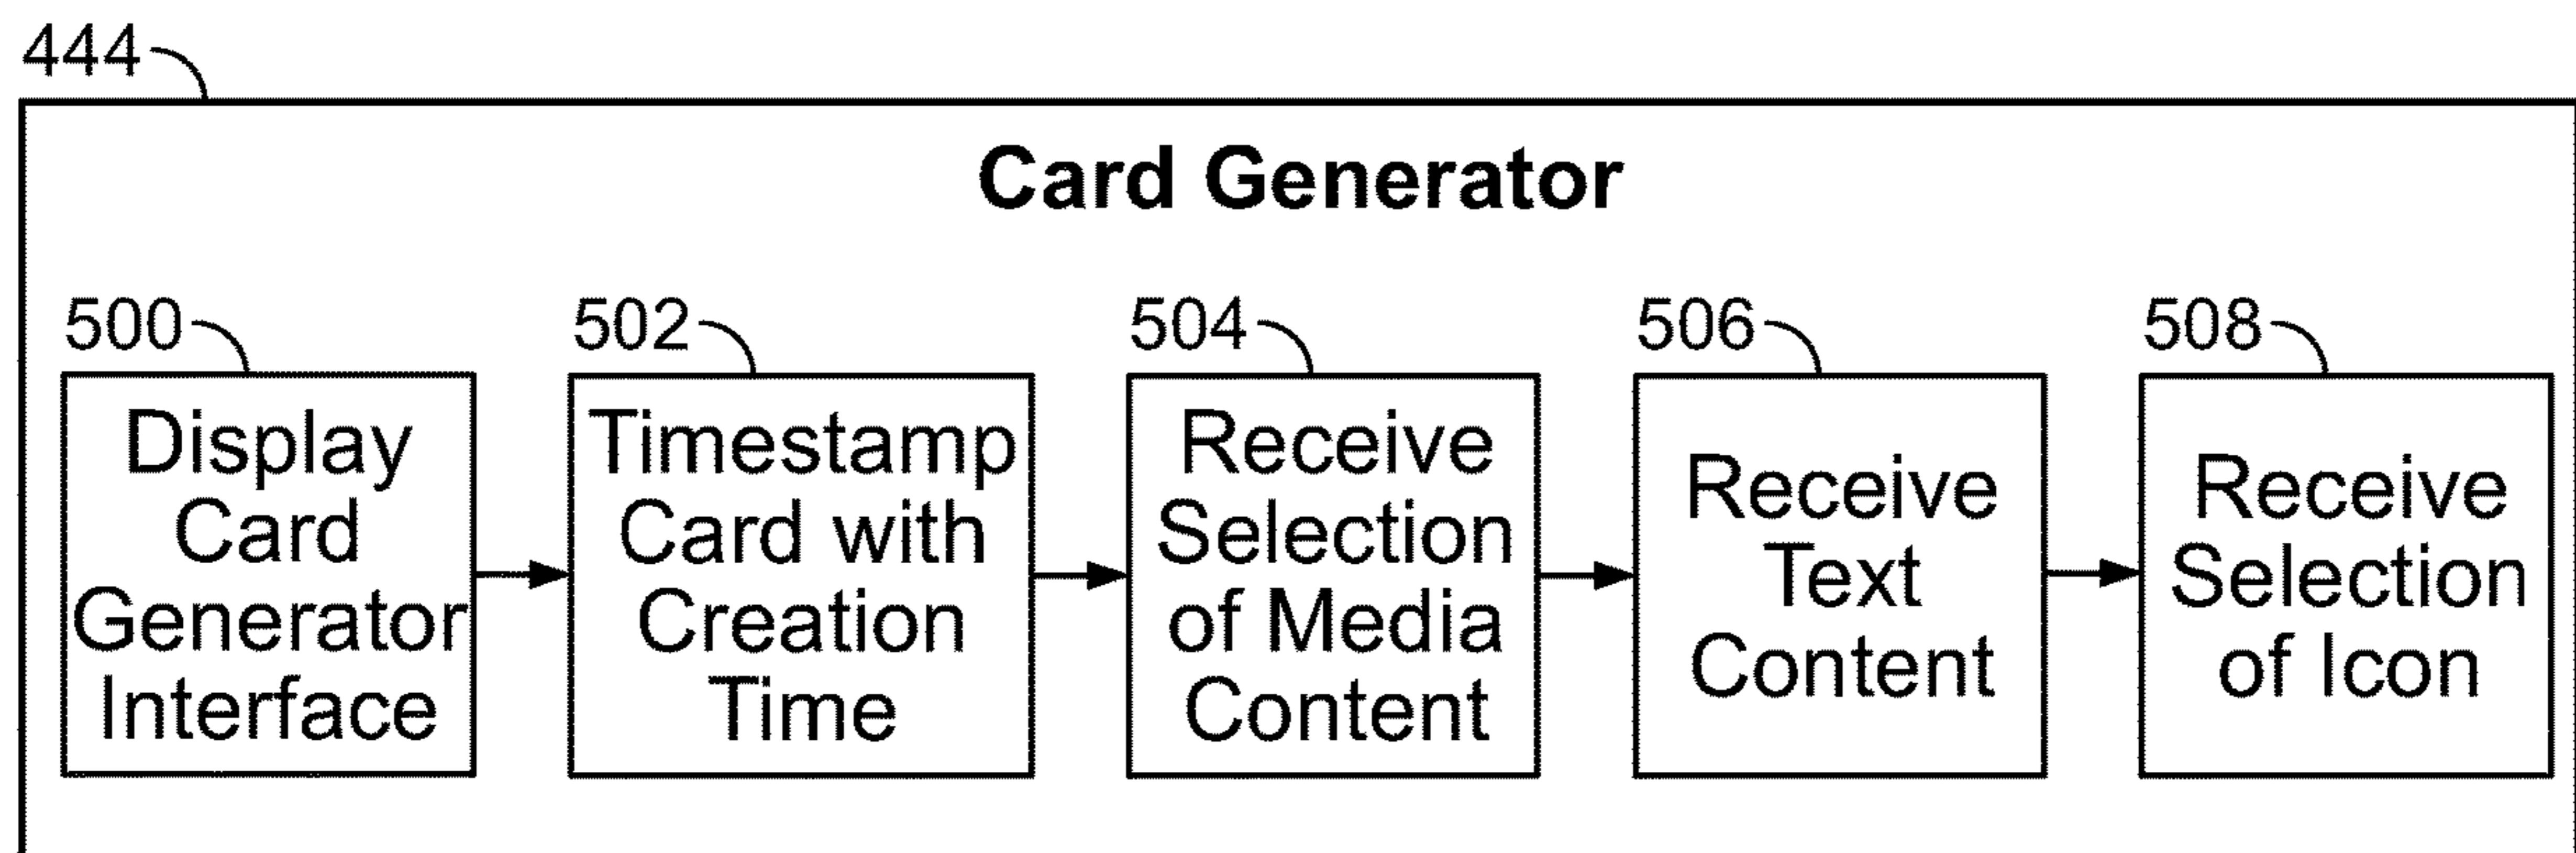 444
Card Generator
500
502
504
506
508
Display
Card
Generator
Interface
Timestamp
Card with
Creation
Time
Receive
Selection
of Media
Content
Receive
Text
Content
Receive
Selection
of Icon